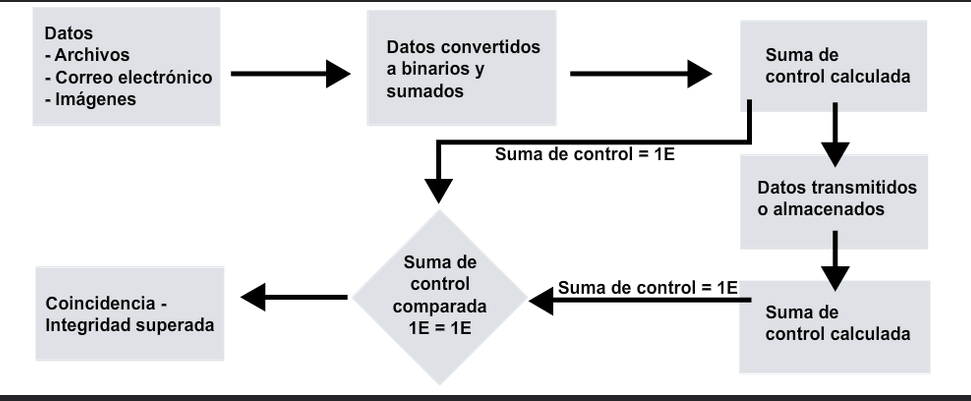 Datos
- Archivos
- Correo electrónico
- Imágenes
Datos convertidos
a binarios y
sumados
Suma de
control calculada
Suma de control = 1E
Datos transmitidos
o almacenados
Suma de
control calculada
Suma de control = 1E
Suma de
control
comparada
1E = 1E
Coincidencia -
Integridad superada